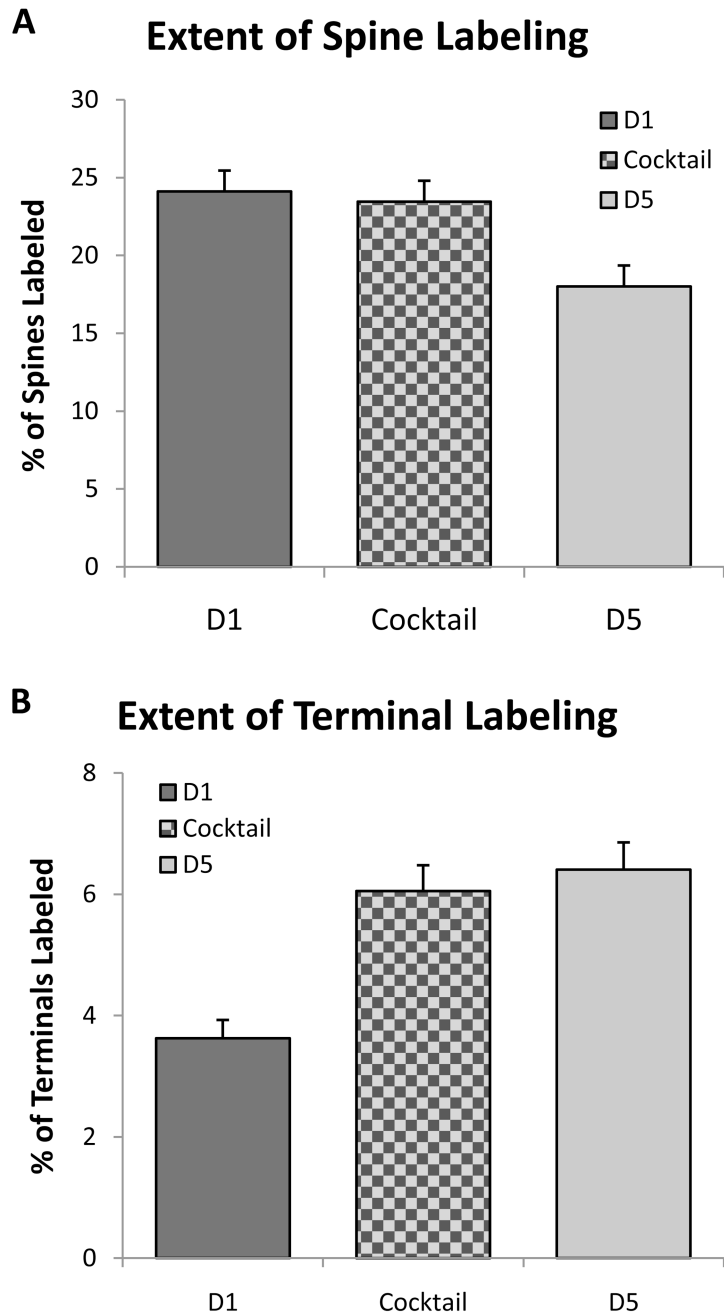 A
Extent of Spine Labeling
% of Spines Labeled
30
25
20
15
10
5
0
D1
Cocktail
D5
D1
Cocktail
D5
B
Extent of Terminal Labeling
% of Terminals Labeled
8
6
4
2
0
D1
Cocktail
D5
D1
Cocktail
D5